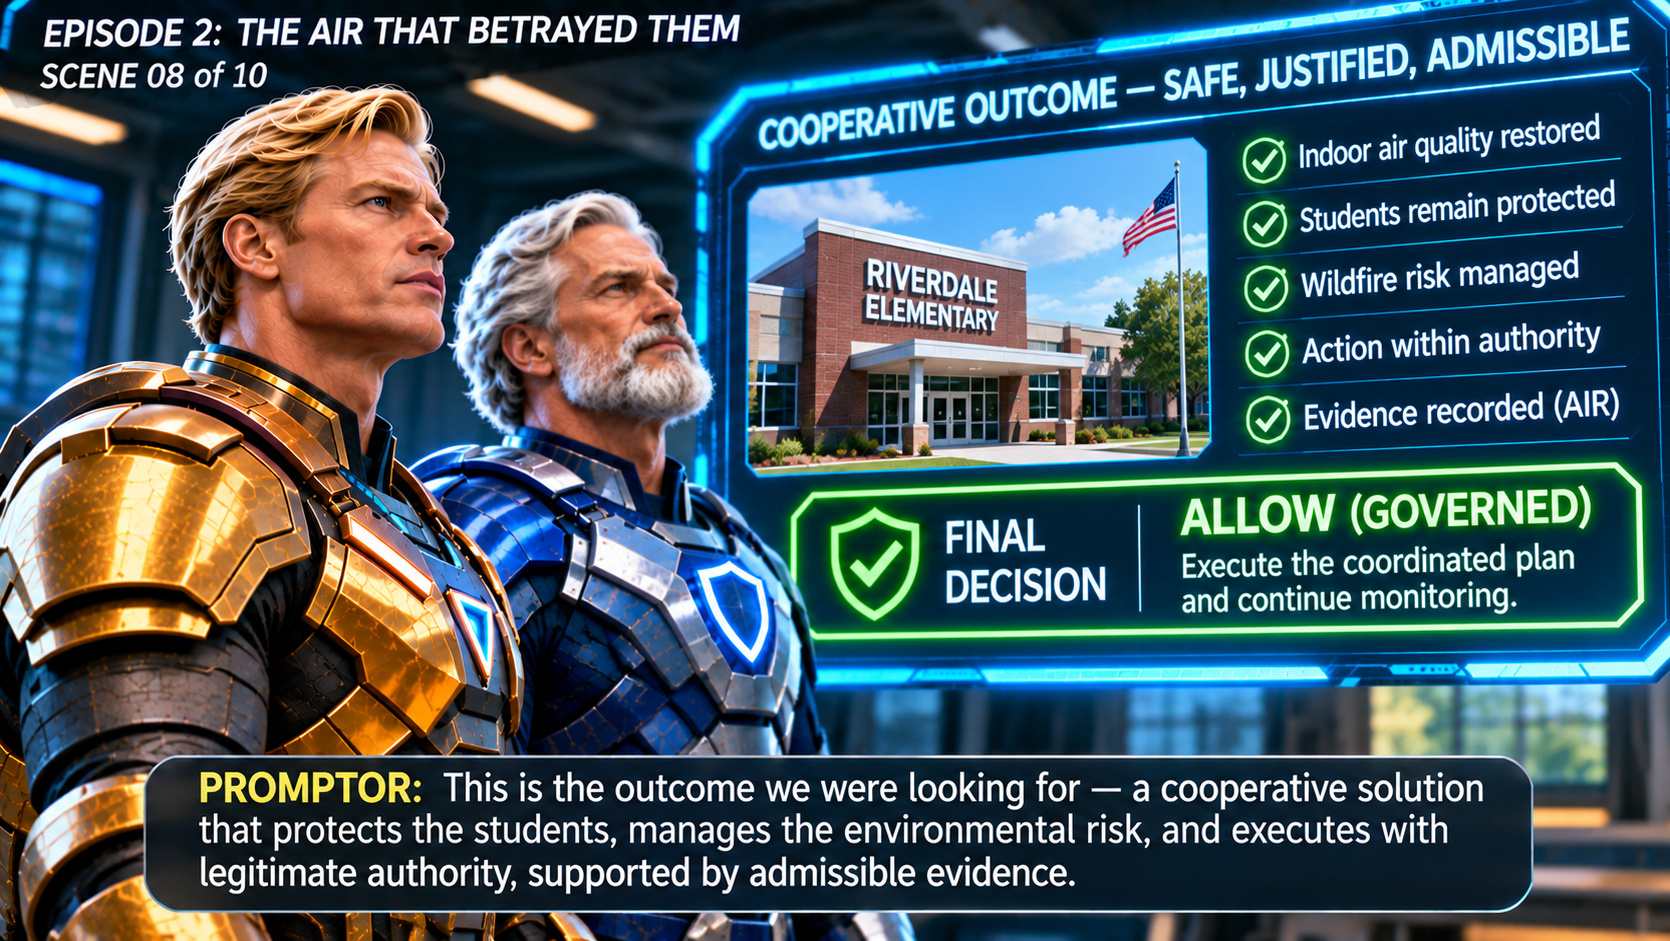 EPISODE 2: THE AIR THAT BETRAYED THEM
SCENE 08 of 10
COOPERATIVE OUTCOME — SAFE, JUSTIFIED, ADMISSIBLE
RIVERDALE
ELEMENTARY
Indoor air quality restored
Students remain protected
Wildfire risk managed
Action within authority
Evidence recorded (AIR)
FINAL
DECISION
ALLOW (GOVERNED)
Execute the coordinated plan
and continue monitoring.
PROMPTOR: This is the outcome we were looking for — a cooperative solution
that protects the students, manages the environmental risk, and executes with
legitimate authority, supported by admissible evidence.